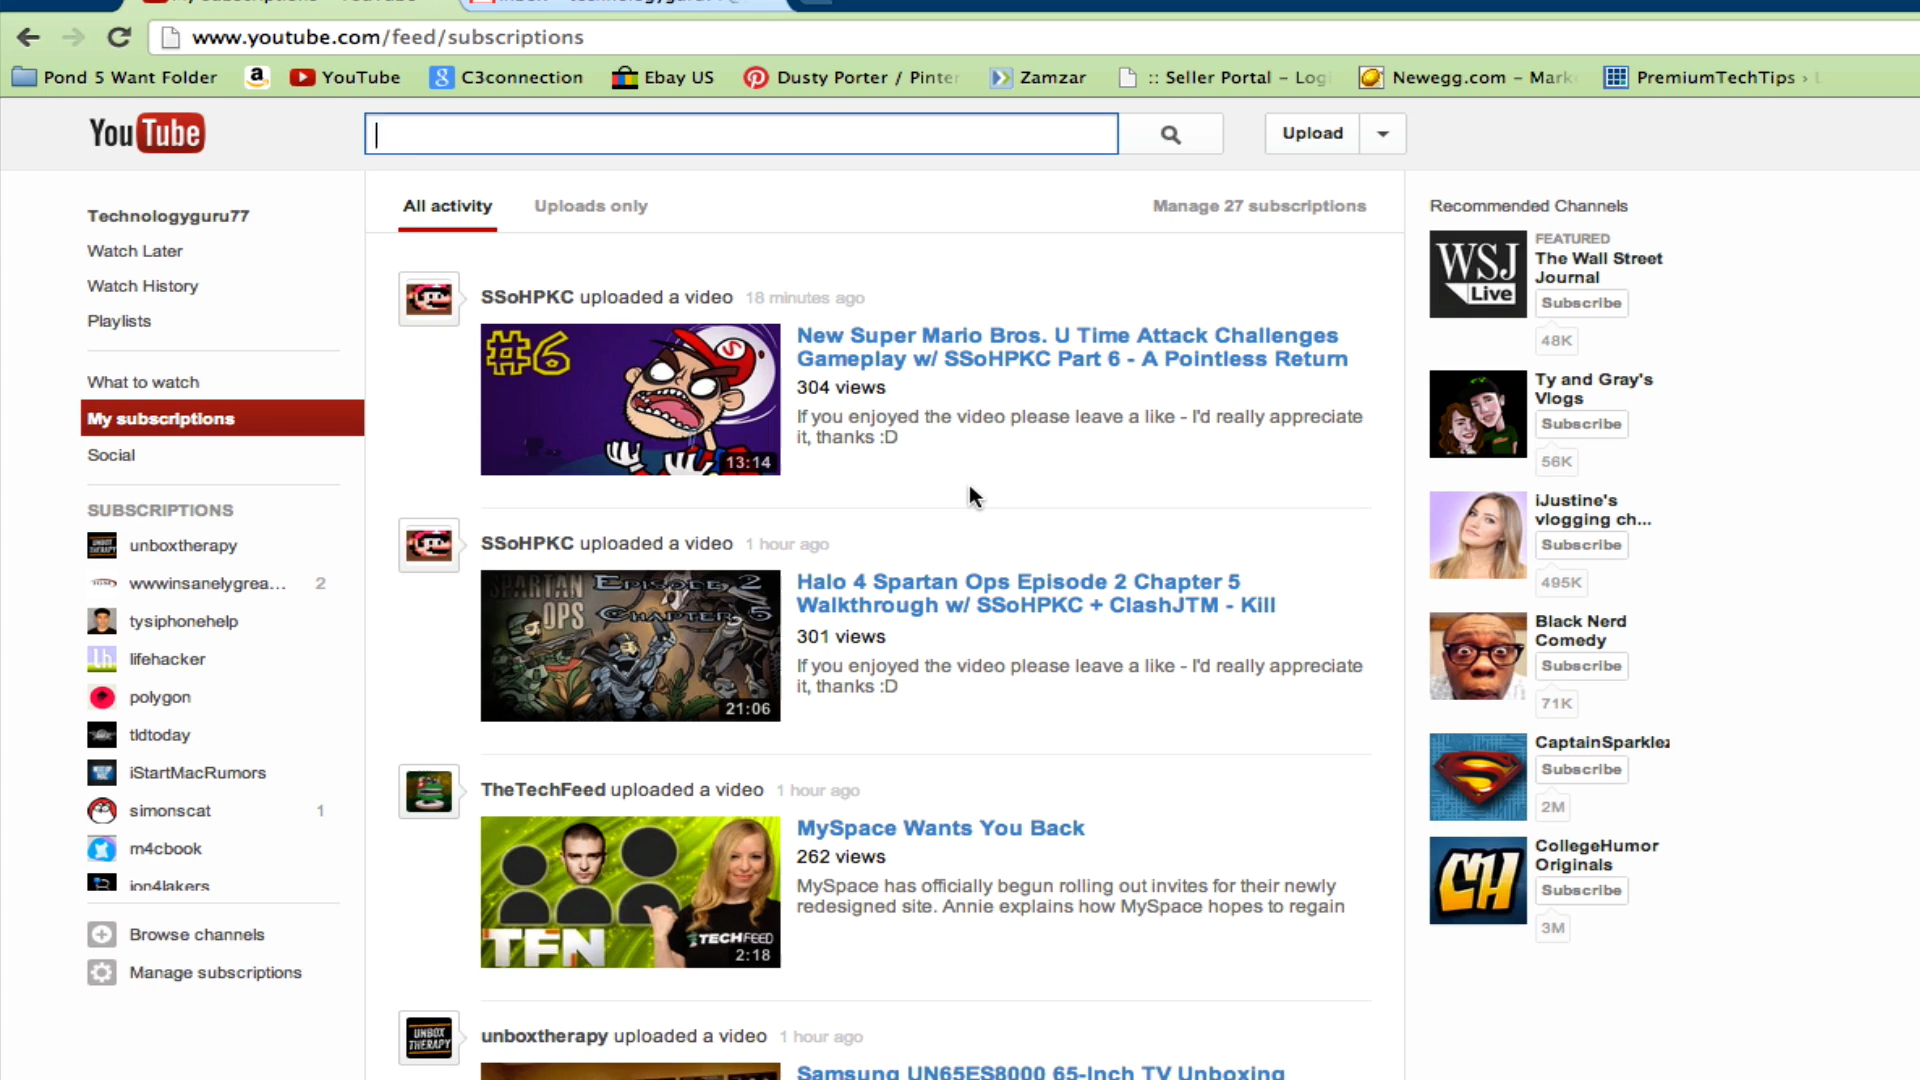 www.youtube.com/feed/subscriptions
Pond 5 Want Folder
a
YouTube
8 C3connection
Ebay US
Dusty Porter / Pinter
Zamzar
:: Seller Portal - Logi
Newegg.com - Mark
PremiumTechTips ›
YouTube
Upload
Technologyguru77
Watch Later
Watch History
Playlists
What to watch
My subscriptions
Social
SUBSCRIPTIONS
unboxtherapy
wwwinsanelygrea... 2
tysiphonehelp
lifehacker
polygon
tldtoday
iStartMacRumors
simonscat 1
m4cbook
jon4lakers
Browse channels
Manage subscriptions
All activity
Uploads only
Manage 27 subscriptions
SSoHPKC uploaded a video 18 minutes ago
#6
13:14
New Super Mario Bros. U Time Attack Challenges
Gameplay w/ SSoHPKC Part 6 - A Pointless Return
304 views
If you enjoyed the video please leave a like - I'd really appreciate
it, thanks :D
SSoHPKC uploaded a video 1 hour ago
SPARTAN
OPS
EPISODE 2
CHAPTER 5
21:06
Halo 4 Spartan Ops Episode 2 Chapter 5
Walkthrough w/ SSoHPKC + ClashJTM - Kill
301 views
If you enjoyed the video please leave a like - I'd really appreciate
it, thanks :D
TheTechFeed uploaded a video 1 hour ago
TFN
TECHFEED
2:18
MySpace Wants You Back
262 views
MySpace has officially begun rolling out invites for their newly
redesigned site. Annie explains how MySpace hopes to regain
UNBOX
THERAPY
unboxtherapy uploaded a video 1 hour ago
Samsung UN65ES8000 65-Inch TV Unboxing
Recommended Channels
WSJ
Live
FEATURED
The Wall Street
Journal
Subscribe
48K
Ty and Gray's
Vlogs
Subscribe
56K
iJustine's
vlogging ch...
Subscribe
495K
Black Nerd
Comedy
Subscribe
71K
CaptainSparklez
Subscribe
2M
CH
CollegeHumor
Originals
Subscribe
3M